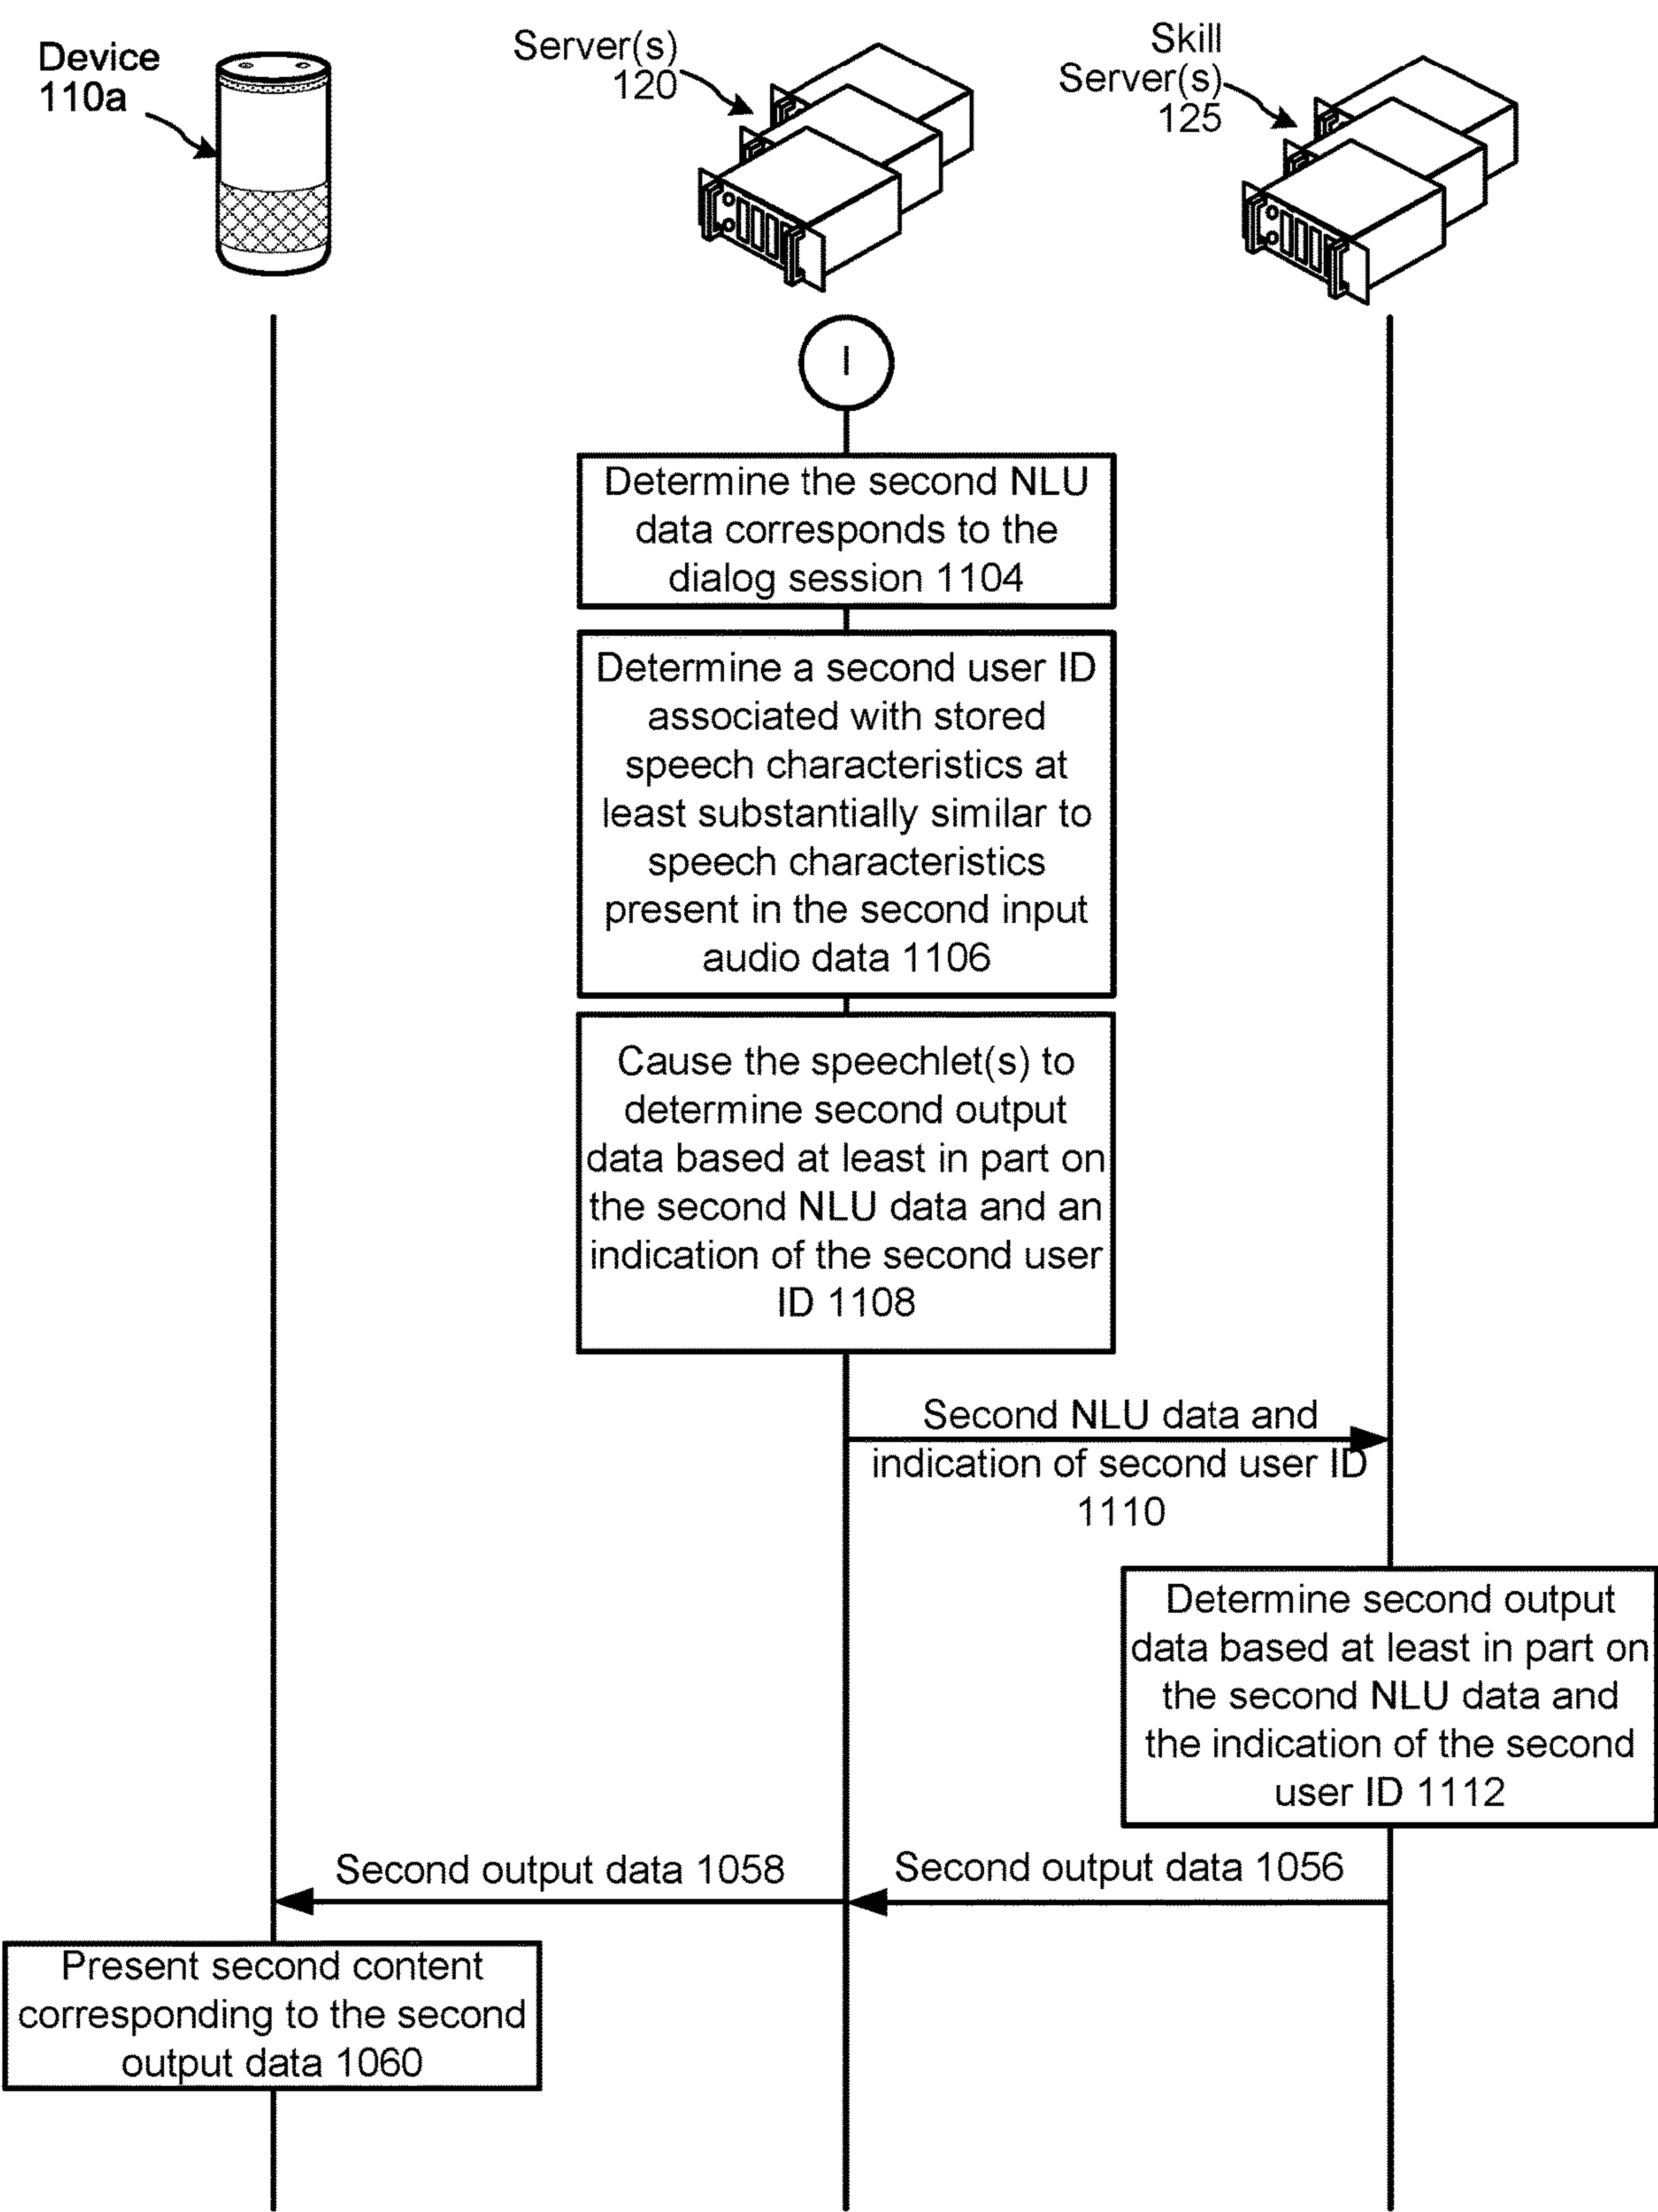 Device
110a
Server(s)
120
Skill
Server(s)
125
I
Determine the second NLU
data corresponds to the
dialog session 1104
Determine a second user ID
associated with stored
speech characteristics at
least substantially similar to
speech characteristics
present in the second input
audio data 1106
Cause the speechlet(s) to
determine second output
data based at least in part on
the second NLU data and an
indication of the second user
ID 1108
Second NLU data and
indication of second user ID
1110
Determine second output
data based at least in part on
the second NLU data and
the indication of the second
user ID 1112
Second output data 1058
Second output data 1056
Present second content
corresponding to the second
output data 1060